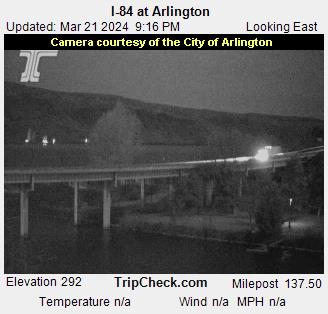 I-84 at Arlington
Updated: Mar 21 2024 9:16 PM Looking East
Camera courtesy of the City of Arlington
Elevation 292 TripCheck.com Milepost 137.50
Temperature n/a Wind n/a MPH n/a